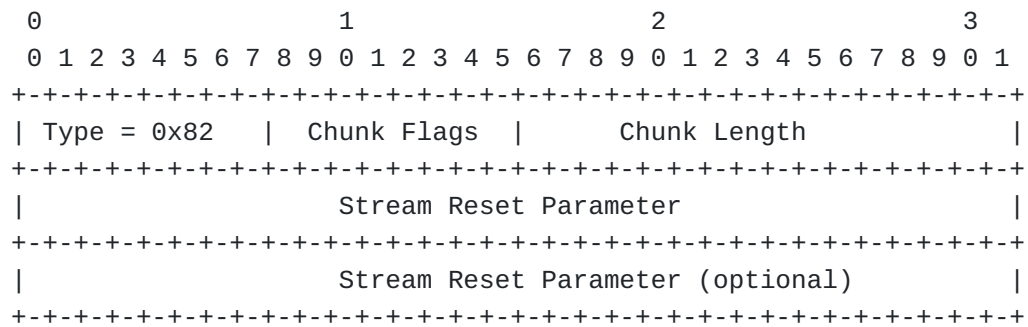 0                   1                   2                   3
 0 1 2 3 4 5 6 7 8 9 0 1 2 3 4 5 6 7 8 9 0 1 2 3 4 5 6 7 8 9 0 1
+-+-+-+-+-+-+-+-+-+-+-+-+-+-+-+-+-+-+-+-+-+-+-+-+-+-+-+-+-+-+-+-+
| Type = 0x82   |  Chunk Flags  |      Chunk Length             |
+-+-+-+-+-+-+-+-+-+-+-+-+-+-+-+-+-+-+-+-+-+-+-+-+-+-+-+-+-+-+-+-+
|                    Stream Reset Parameter                     |
+-+-+-+-+-+-+-+-+-+-+-+-+-+-+-+-+-+-+-+-+-+-+-+-+-+-+-+-+-+-+-+-+
|                    Stream Reset Parameter (optional)          |
+-+-+-+-+-+-+-+-+-+-+-+-+-+-+-+-+-+-+-+-+-+-+-+-+-+-+-+-+-+-+-+-+